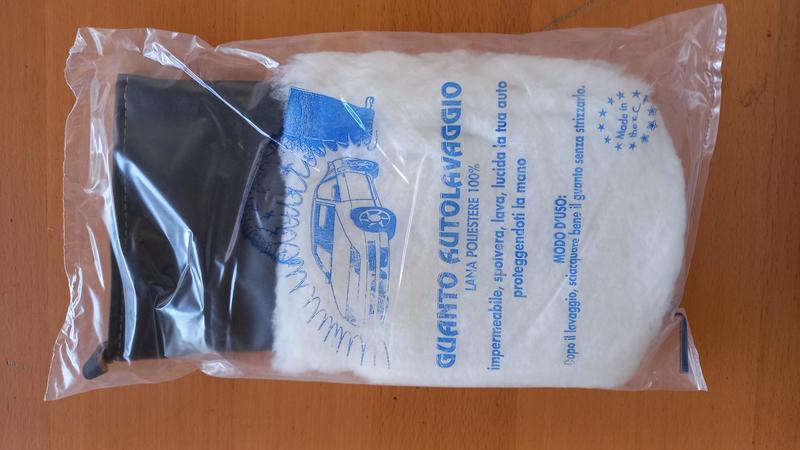 GUANTO AUTOLAVAGGIO
LANA POLIESTERE 100%
impermeabile, spolvera, lava, lucida la tua auto
proteggendoti la mano
MODO D'USO:
Dopo il lavaggio, sciacquare bene il guanto senza strizzarlo.
Made in
the E.C.